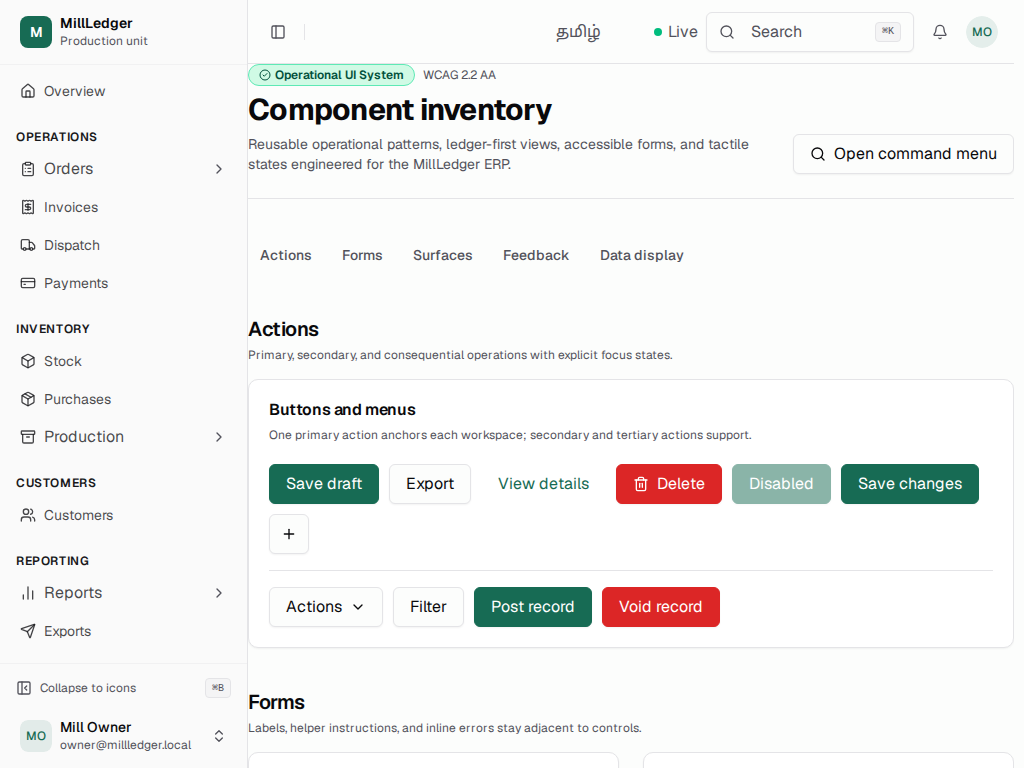 M
MillLedger
Production unit
Overview
OPERATIONS
Orders
Invoices
Dispatch
Payments
INVENTORY
Stock
Purchases
Production
CUSTOMERS
Customers
REPORTING
Reports
Exports
Collapse to icons ⌘B
MO
Mill Owner
owner@millledger.local
தமிழ் Live Search ⌘K MO
Operational UI System WCAG 2.2 AA
Component inventory
Reusable operational patterns, ledger-first views, accessible forms, and tactile
states engineered for the MillLedger ERP.
Open command menu
Actions Forms Surfaces Feedback Data display
Actions
Primary, secondary, and consequential operations with explicit focus states.
Buttons and menus
One primary action anchors each workspace; secondary and tertiary actions support.
Save draft Export View details Delete Disabled Save changes
+
Actions Filter Post record Void record
Forms
Labels, helper instructions, and inline errors stay adjacent to controls.